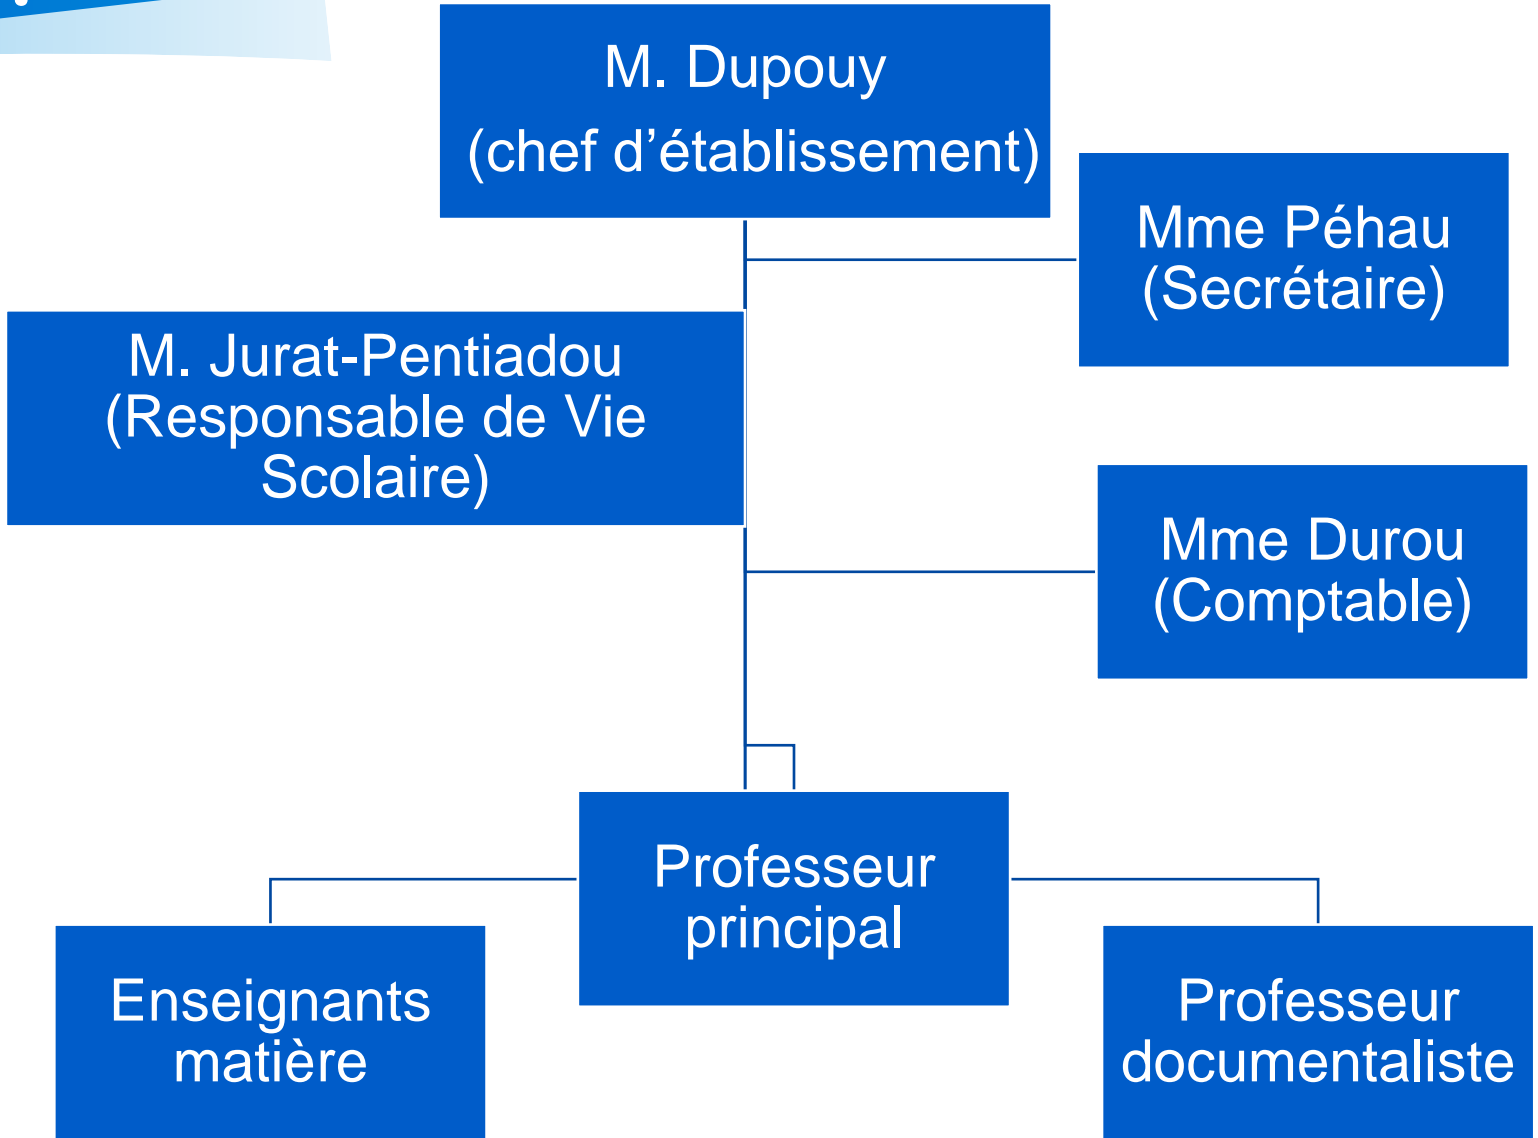 M. Dupouy
(chef d’établissement)
Mme Péhau
(Secrétaire)
M. Jurat-Pentiadou
(Responsable de Vie
Scolaire)
Mme Durou
(Comptable)
Professeur
principal
Enseignants
matière
Professeur
documentaliste